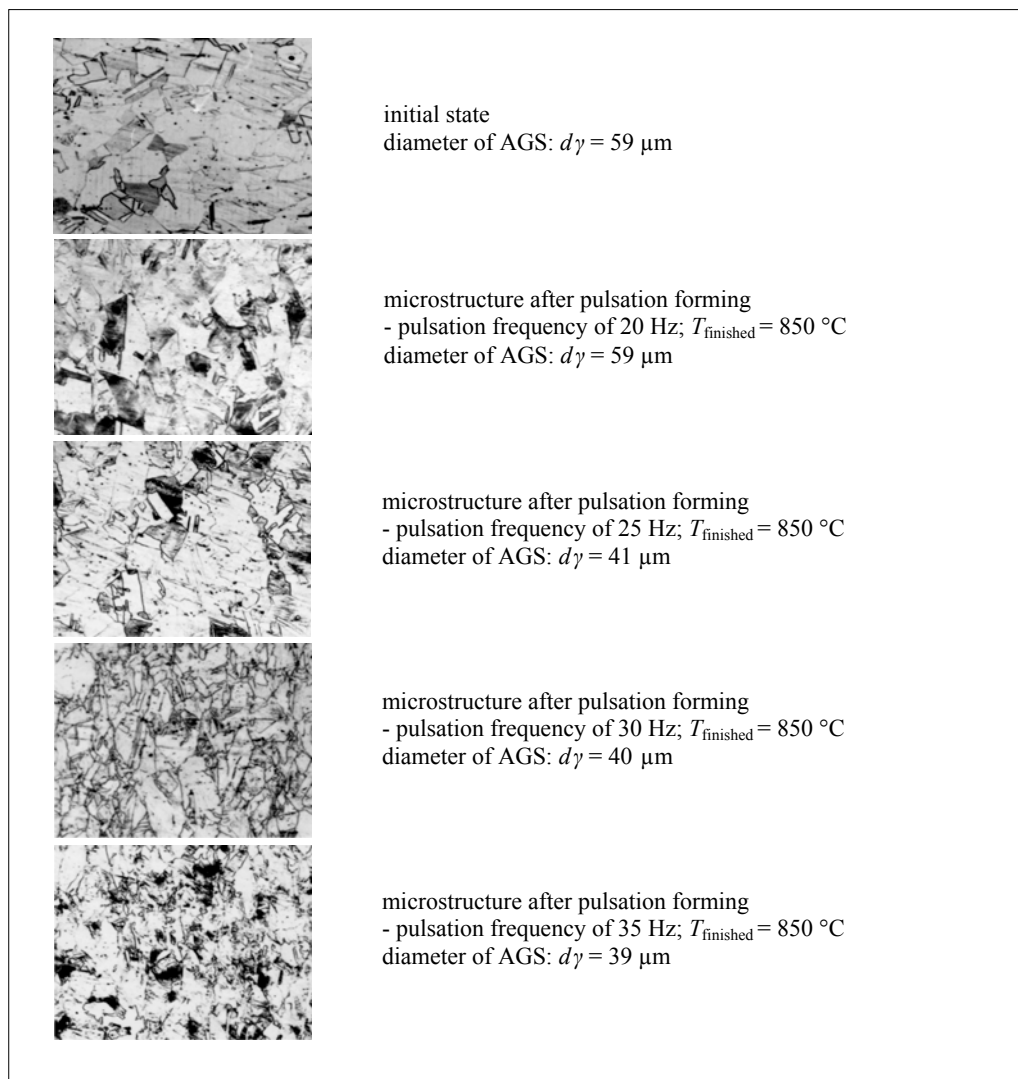 initial state
diameter of AGS: dγ = 59 µm
microstructure after pulsation forming
- pulsation frequency of 20 Hz; Tfinished = 850 °C
diameter of AGS: dγ = 59 µm
microstructure after pulsation forming
- pulsation frequency of 25 Hz; Tfinished = 850 °C
diameter of AGS: dγ = 41 µm
microstructure after pulsation forming
- pulsation frequency of 30 Hz; Tfinished = 850 °C
diameter of AGS: dγ = 40 µm
microstructure after pulsation forming
- pulsation frequency of 35 Hz; Tfinished = 850 °C
diameter of AGS: dγ = 39 µm